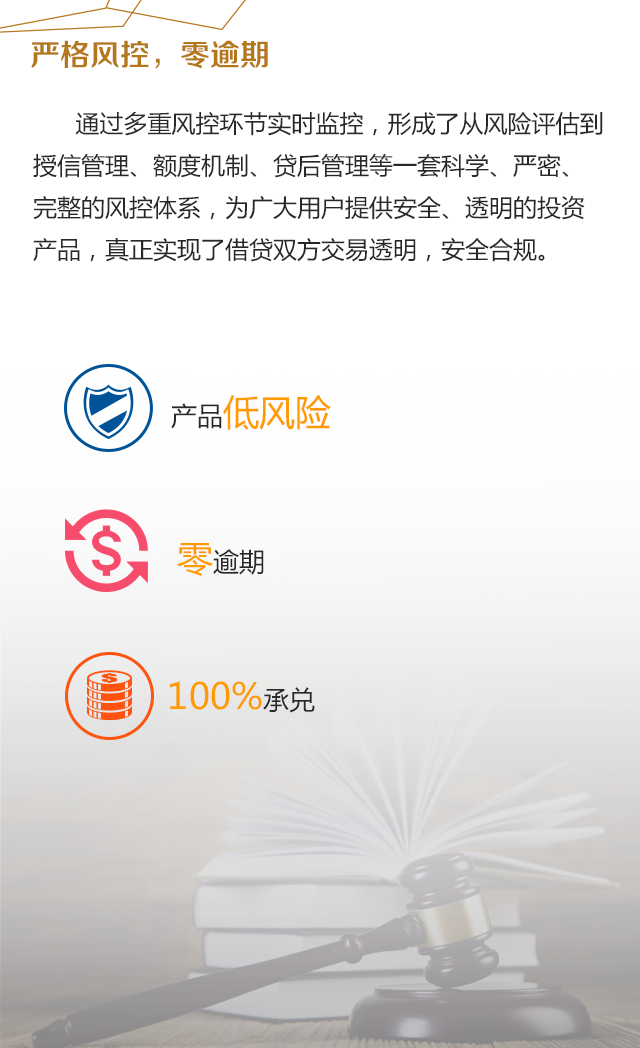 严格风控，零逾期
通过多重风控环节实时监控，形成了从风险评估到
授信管理、额度机制、贷后管理等一套科学、严密、
完整的风控体系，为广大用户提供安全、透明的投资
产品，真正实现了借贷双方交易透明，安全合规。
产品低风险
零逾期
100%承兑